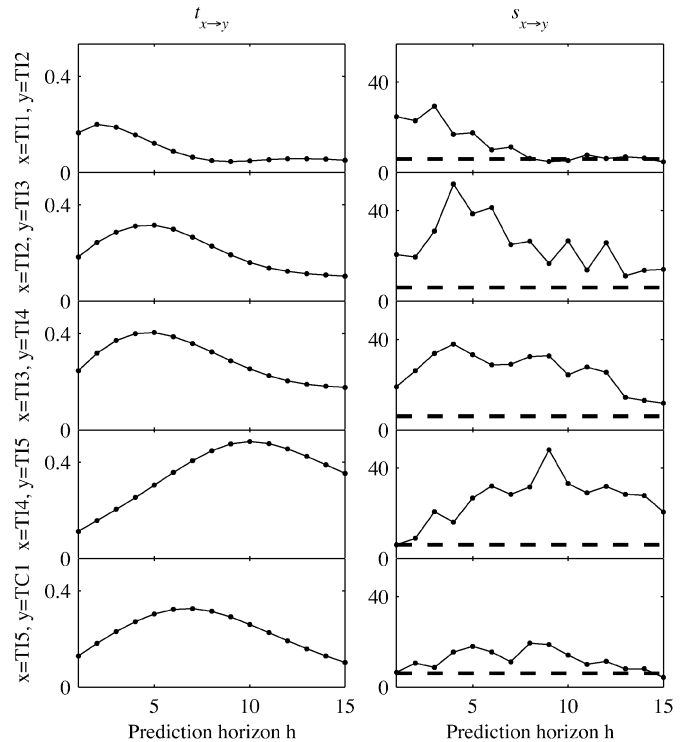 t x→y
s x→y
x=TI1, y=TI2
0.4
0
40
0
x=TI2, y=TI3
0.4
0
40
0
x=TI3, y=TI4
0.4
0
40
0
x=TI4, y=TI5
0.4
0
40
0
x=TI5, y=TC1
0.4
0
40
0
5 10 15
5 10 15
Prediction horizon h
Prediction horizon h